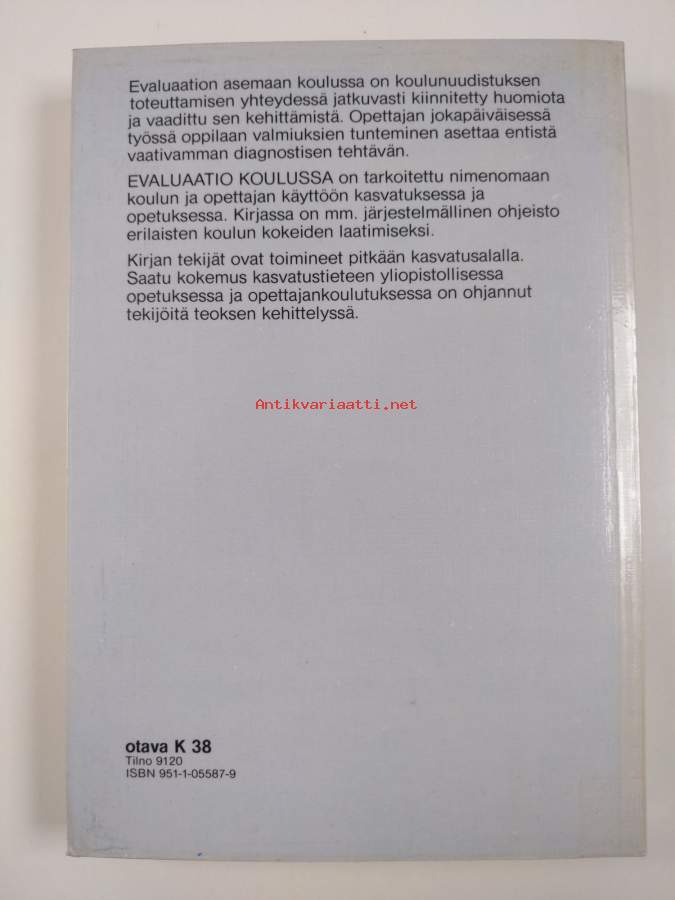 Evaluaation asemaan koulussa on koulunuudistuksen
toteuttamisen yhteydessä jatkuvasti kiinnitetty huomiota
ja vaadittu sen kehittämistä. Opettajan jokapäiväisessä
työssä oppilaan valmiuksien tunteminen asettaa entistä
vaativamman diagnostisen tehtävän.
EVALUAATIO KOULUSSA on tarkoitettu nimenomaan
koulun ja opettajan käyttöön kasvatuksessa ja
opetuksessa. Kirjassa on mm. järjestelmällinen ohjeisto
erilaisten koulun kokeiden laatimiseksi.
Kirjan tekijät ovat toimineet pitkään kasvatusalalla.
Saatu kokemus kasvatustieteen yliopistollisessa
opetuksessa ja opettajankoulutuksessa on ohjannut
tekijöitä teoksen kehittelyssä.
Antikvariaatti.net
otava K 38
Tilno 9120
ISBN 951-1-05587-9